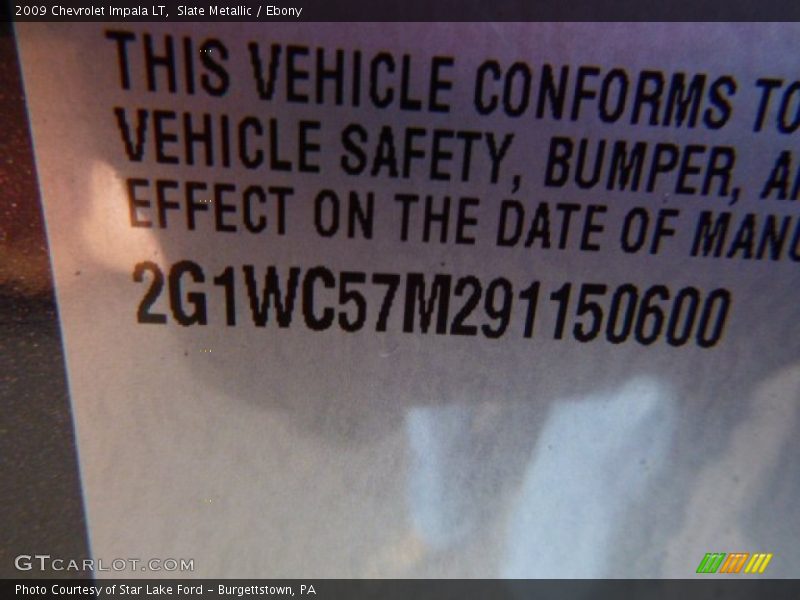 2009 Chevrolet Impala LT, Slate Metallic / Ebony
THIS VEHICLE CONFORMS TO
VEHICLE SAFETY, BUMPER, A
EFFECT ON THE DATE OF MANU
2G1WC57M291150600
GTCARLOT.COM
Photo Courtesy of Star Lake Ford - Burgettstown, PA